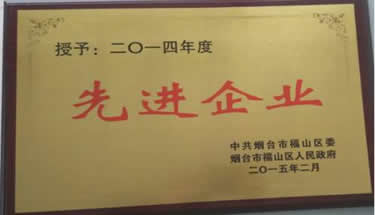 授予：二〇一四年度
先进企业
中共烟台市福山区委
烟台市福山区人民政府
二〇一五年二月